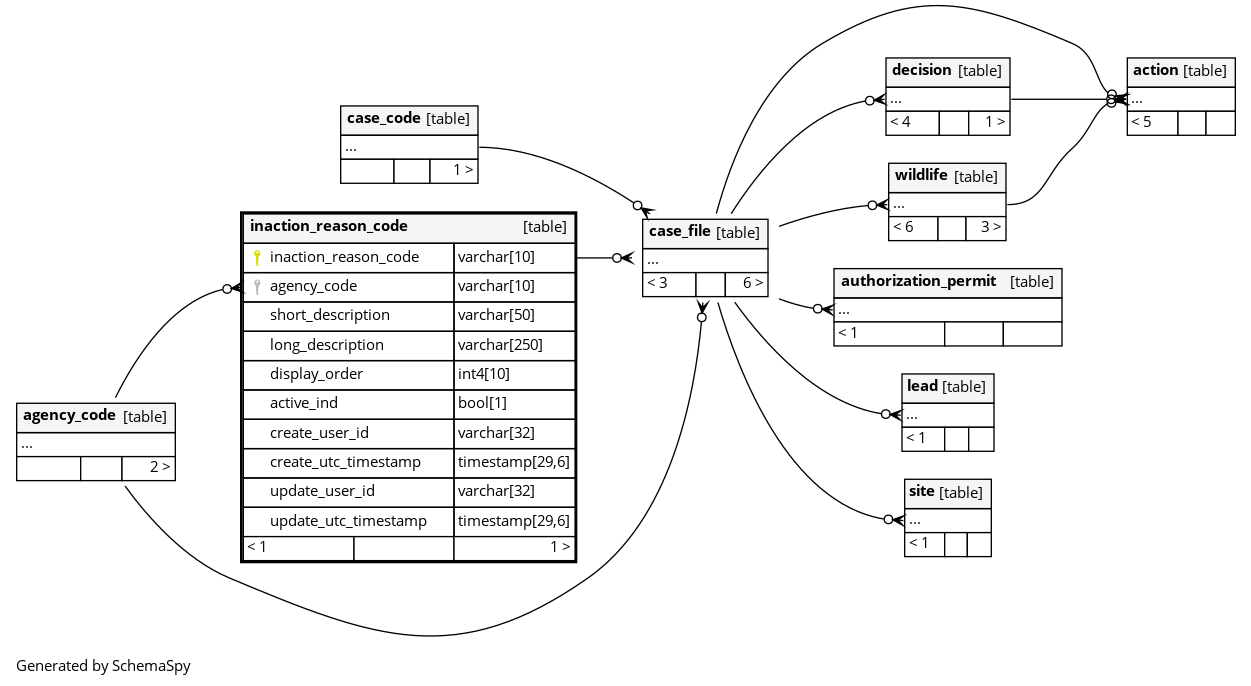 decision [table]
...
< 4 1 >
action [table]
...
< 5
case_code [table]
...
1 >
wildlife [table]
...
< 6 3 >
inaction_reason_code [table]
inaction_reason_code varchar[10]
agency_code varchar[10]
short_description varchar[50]
long_description varchar[250]
display_order int4[10]
active_ind bool[1]
create_user_id varchar[32]
create_utc_timestamp timestamp[29,6]
update_user_id varchar[32]
update_utc_timestamp timestamp[29,6]
< 1 1 >
case_file [table]
...
< 3 6 >
authorization_permit [table]
...
< 1
lead [table]
...
< 1
agency_code [table]
...
2 >
site [table]
...
< 1
Generated by SchemaSpy